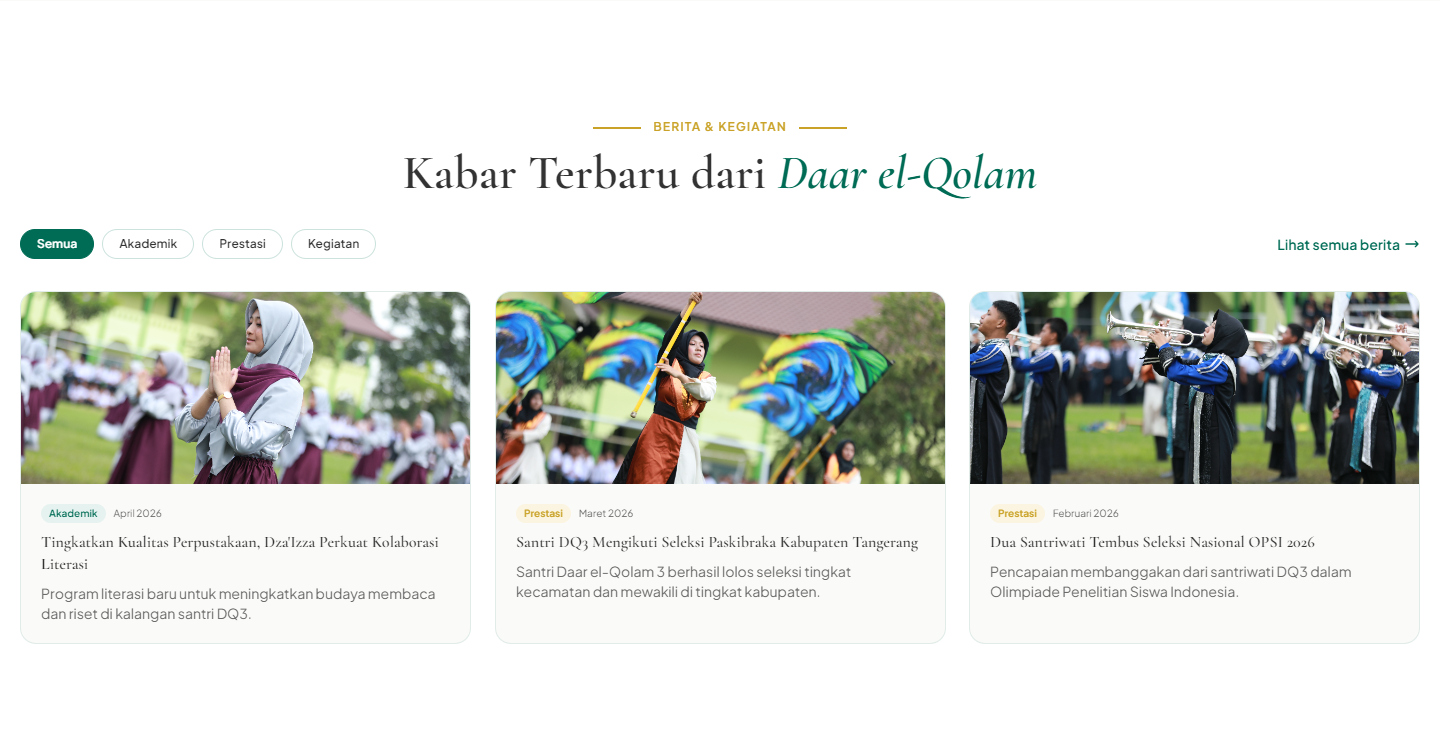 BERITA & KEGIATAN
Kabar Terbaru dari Daar el-Qolam
Semua
Akademik
Prestasi
Kegiatan
Lihat semua berita →
Akademik April 2026
Tingkatkan Kualitas Perpustakaan, Dza'Izza Perkuat Kolaborasi
Literasi
Program literasi baru untuk meningkatkan budaya membaca
dan riset di kalangan santri DQ3.
Prestasi Maret 2026
Santri DQ3 Mengikuti Seleksi Paskibraka Kabupaten Tangerang
Santri Daar el-Qolam 3 berhasil lolos seleksi tingkat
kecamatan dan mewakili di tingkat kabupaten.
Prestasi Februari 2026
Dua Santriwati Tembus Seleksi Nasional OPSI 2026
Pencapaian membanggakan dari santriwati DQ3 dalam
Olimpiade Penelitian Siswa Indonesia.